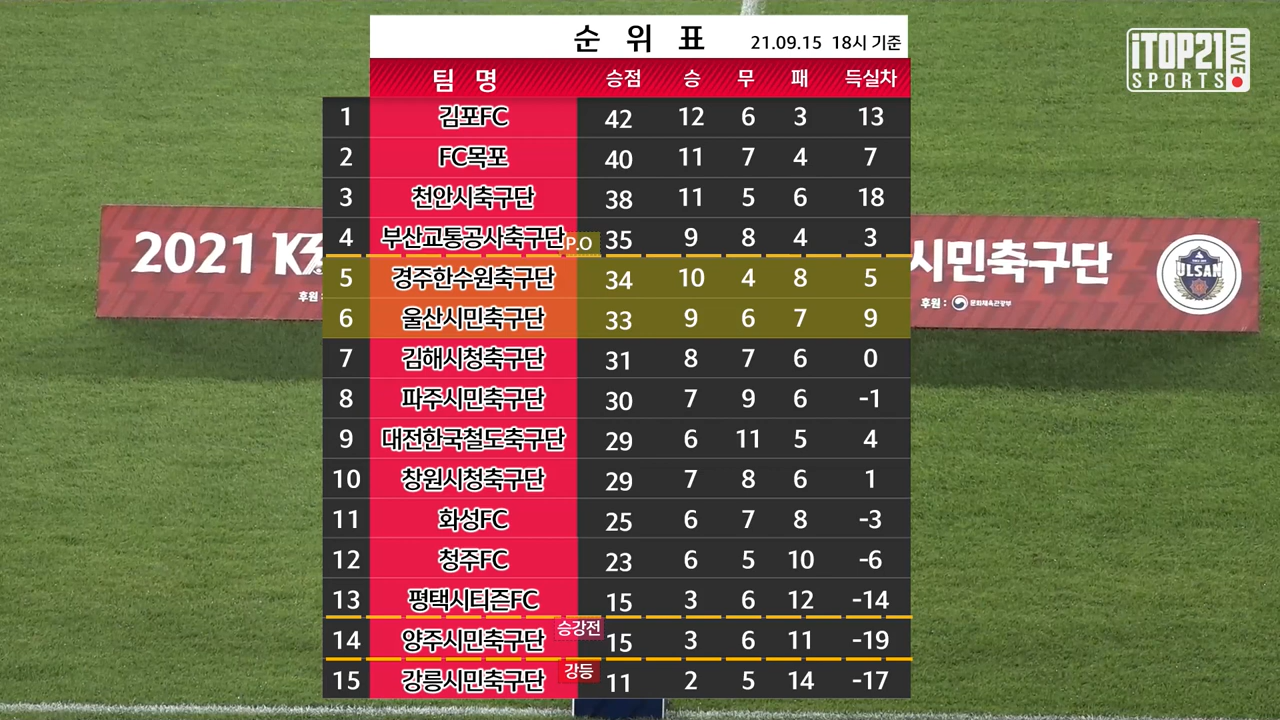 순 위 표 21.09.15 18시 기준
iTOP21 LIVE
SPORTS
팀 명 승점 승 무 패 득실차
1 김포FC 42 12 6 3 13
2 FC목포 40 11 7 4 7
3 천안시축구단 38 11 5 6 18
4 부산교통공사축구단 35 9 8 4 3
P.O
5 경주한수원축구단 34 10 4 8 5
6 울산시민축구단 33 9 6 7 9
7 김해시청축구단 31 8 7 6 0
8 파주시민축구단 30 7 9 6 -1
9 대전한국철도축구단 29 6 11 5 4
10 창원시청축구단 29 7 8 6 1
11 화성FC 25 6 7 8 -3
12 청주FC 23 6 5 10 -6
13 평택시티즌FC 15 3 6 12 -14
승강전
14 양주시민축구단 15 3 6 11 -19
강등
15 강릉시민축구단 11 2 5 14 -17
2021 K3
후원 :
시민축구단
후원 : 문화체육관광부
ULSAN